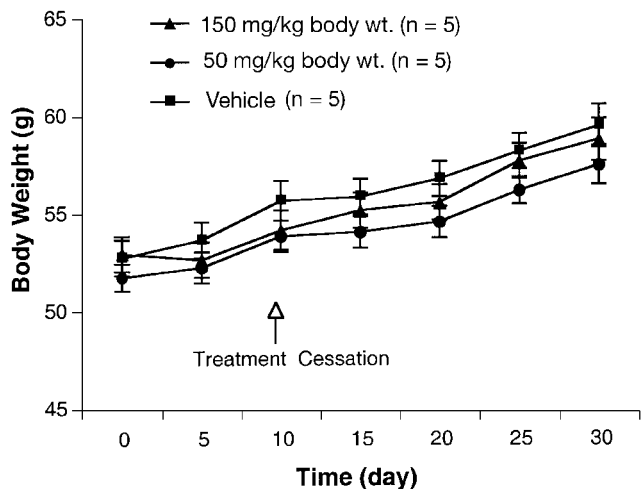 65
60
55
50
45
Body Weight (g)
150 mg/kg body wt. (n = 5)
50 mg/kg body wt. (n = 5)
Vehicle (n = 5)
Treatment Cessation
0 5 10 15 20 25 30
Time (day)